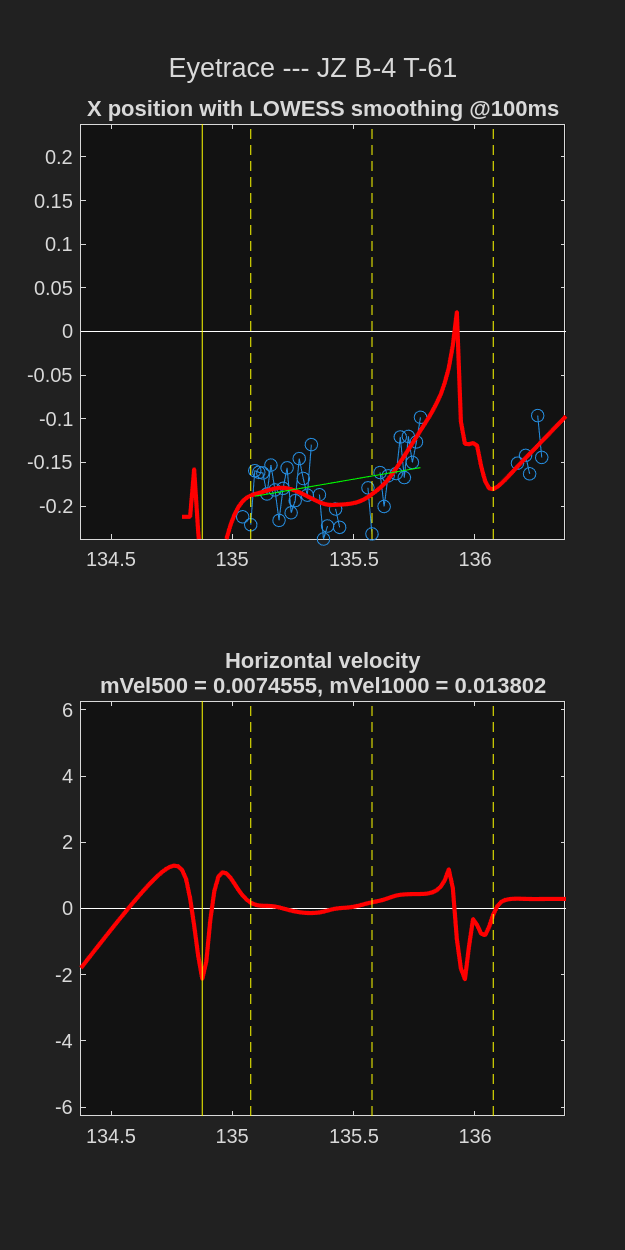 Eyetrace --- JZ B-4 T-61
X position with LOWESS smoothing @100ms
0.2
0.15
0.1
0.05
0
-0.05
-0.1
-0.15
-0.2
134.5 135 135.5 136
Horizontal velocity
mVel500 = 0.0074555, mVel1000 = 0.013802
6
4
2
0
-2
-4
-6
134.5 135 135.5 136